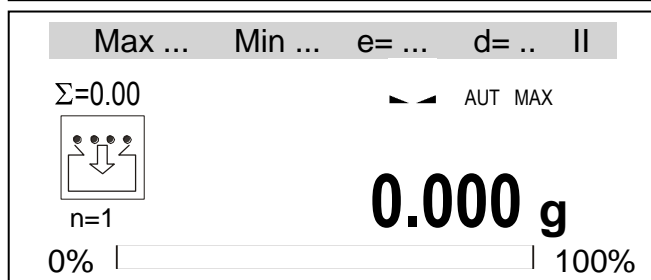 Max ... Min ... e= ... d= .. II
Σ=0.00
AUT MAX
n=1
0.000 g
0% 100%